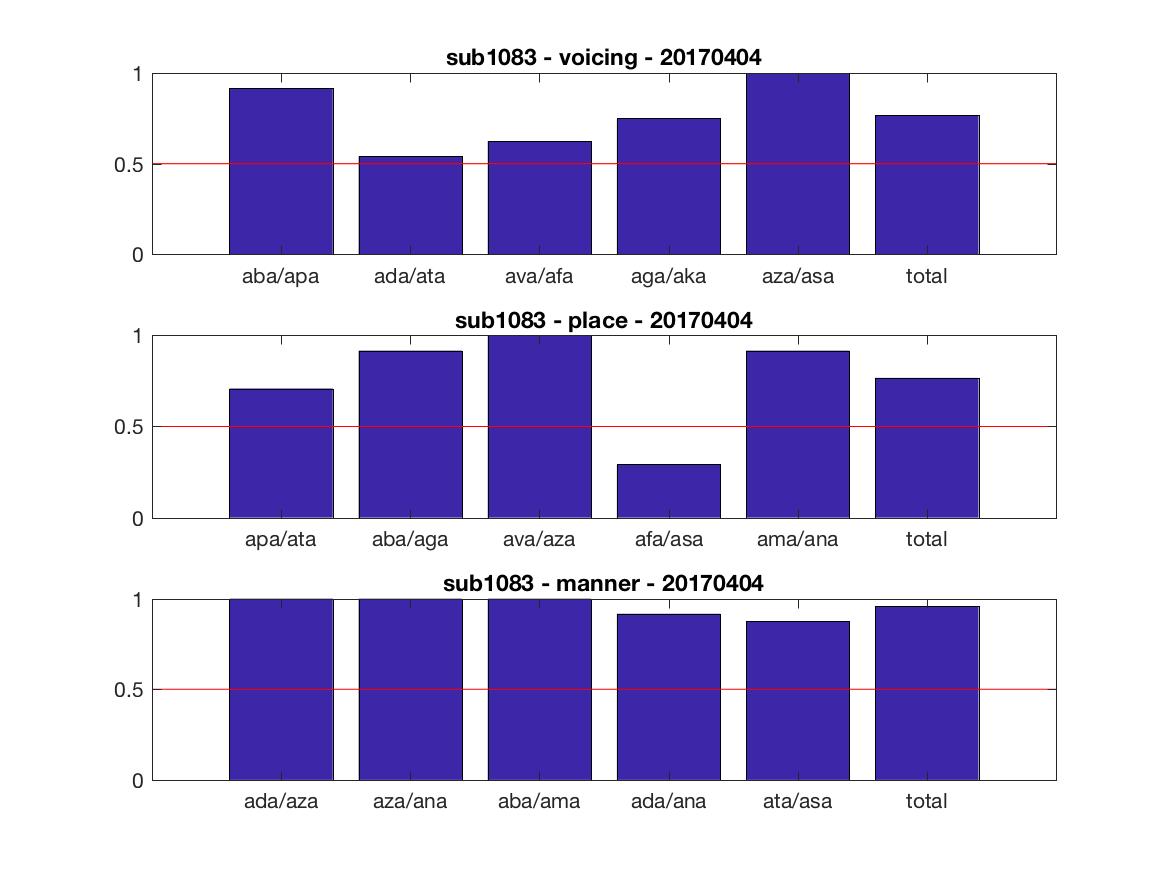 sub1083 - voicing - 20170404
1
0.5
0
aba/apa ada/ata ava/afa aga/aka aza/asa total
sub1083 - place - 20170404
1
0.5
0
apa/ata aba/aga ava/aza afa/asa ama/ana total
sub1083 - manner - 20170404
1
0.5
0
ada/aza aza/ana aba/ama ada/ana ata/asa total